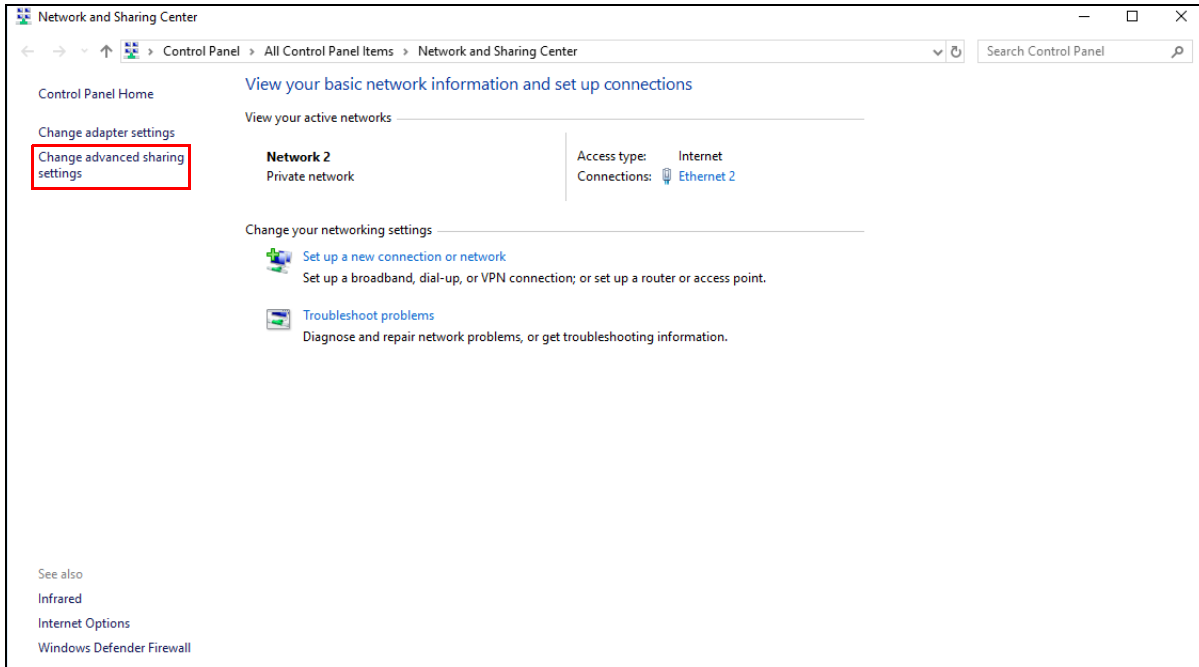 Network and Sharing Center
Control Panel > All Control Panel Items > Network and Sharing Center
Search Control Panel
Control Panel Home
Change adapter settings
Change advanced sharing
settings
View your basic network information and set up connections
View your active networks
Network 2
Private network
Access type: Internet
Connections: Ethernet 2
Change your networking settings
Set up a new connection or network
Set up a broadband, dial-up, or VPN connection; or set up a router or access point.
Troubleshoot problems
Diagnose and repair network problems, or get troubleshooting information.
See also
Infrared
Internet Options
Windows Defender Firewall